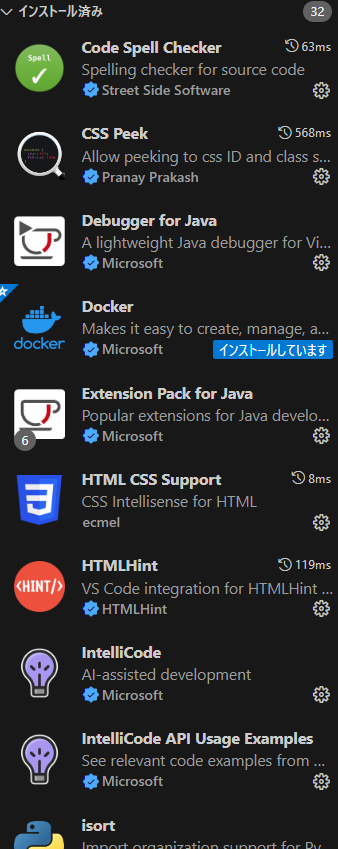 インストール済み 32
Code Spell Checker 63ms
Spelling checker for source code
Street Side Software
Spell
CSS Peek 568ms
Allow peeking to css ID and class s...
Pranay Prakash
Debugger for Java
A lightweight Java debugger for Vi...
Microsoft
Docker
Makes it easy to create, manage, a...
docker
Microsoft インストールしています
Extension Pack for Java
Popular extensions for Java develo...
6
Microsoft
HTML CSS Support 8ms
CSS Intellisense for HTML
ecmel
HTMLHint 119ms
<HINT/>
VS Code integration for HTMLHint ...
HTMLHint
IntelliCode
AI-assisted development
Microsoft
IntelliCode API Usage Examples
See relevant code examples from ...
Microsoft
isort
Import organization support for Py